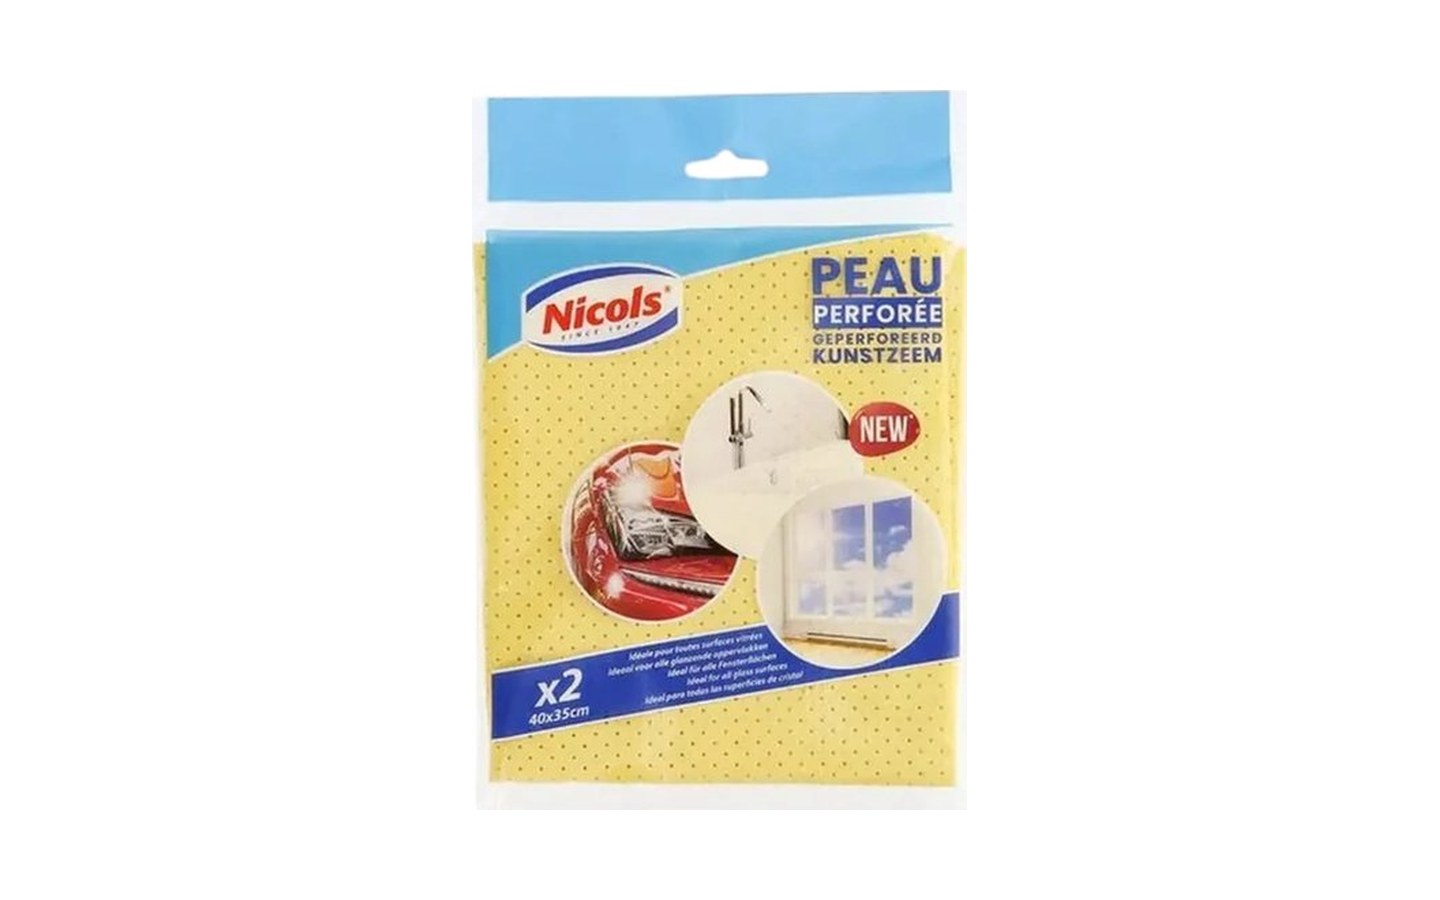 Nicols®
SINCE 1947
PEAU
PERFORÉE
GEPERFOREERD
KUNSTZEEM
NEW*
Idéale pour toutes surfaces vitrées
Ideaal voor alle glanzende oppervlakken
Ideal für alle Fensterflächen
Ideal for all glass surfaces
Ideal para todas las superficies de cristal
x2
40x35cm